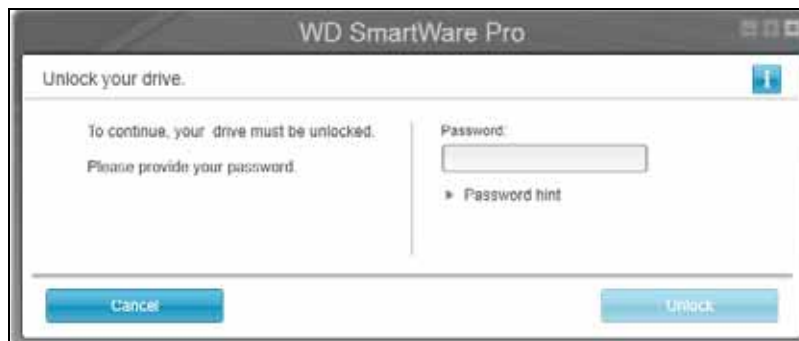 WD SmartWare Pro
Unlock your drive.
To continue, your drive must be unlocked.
Please provide your password.
Password:
Password hint
Cancel
Unlock